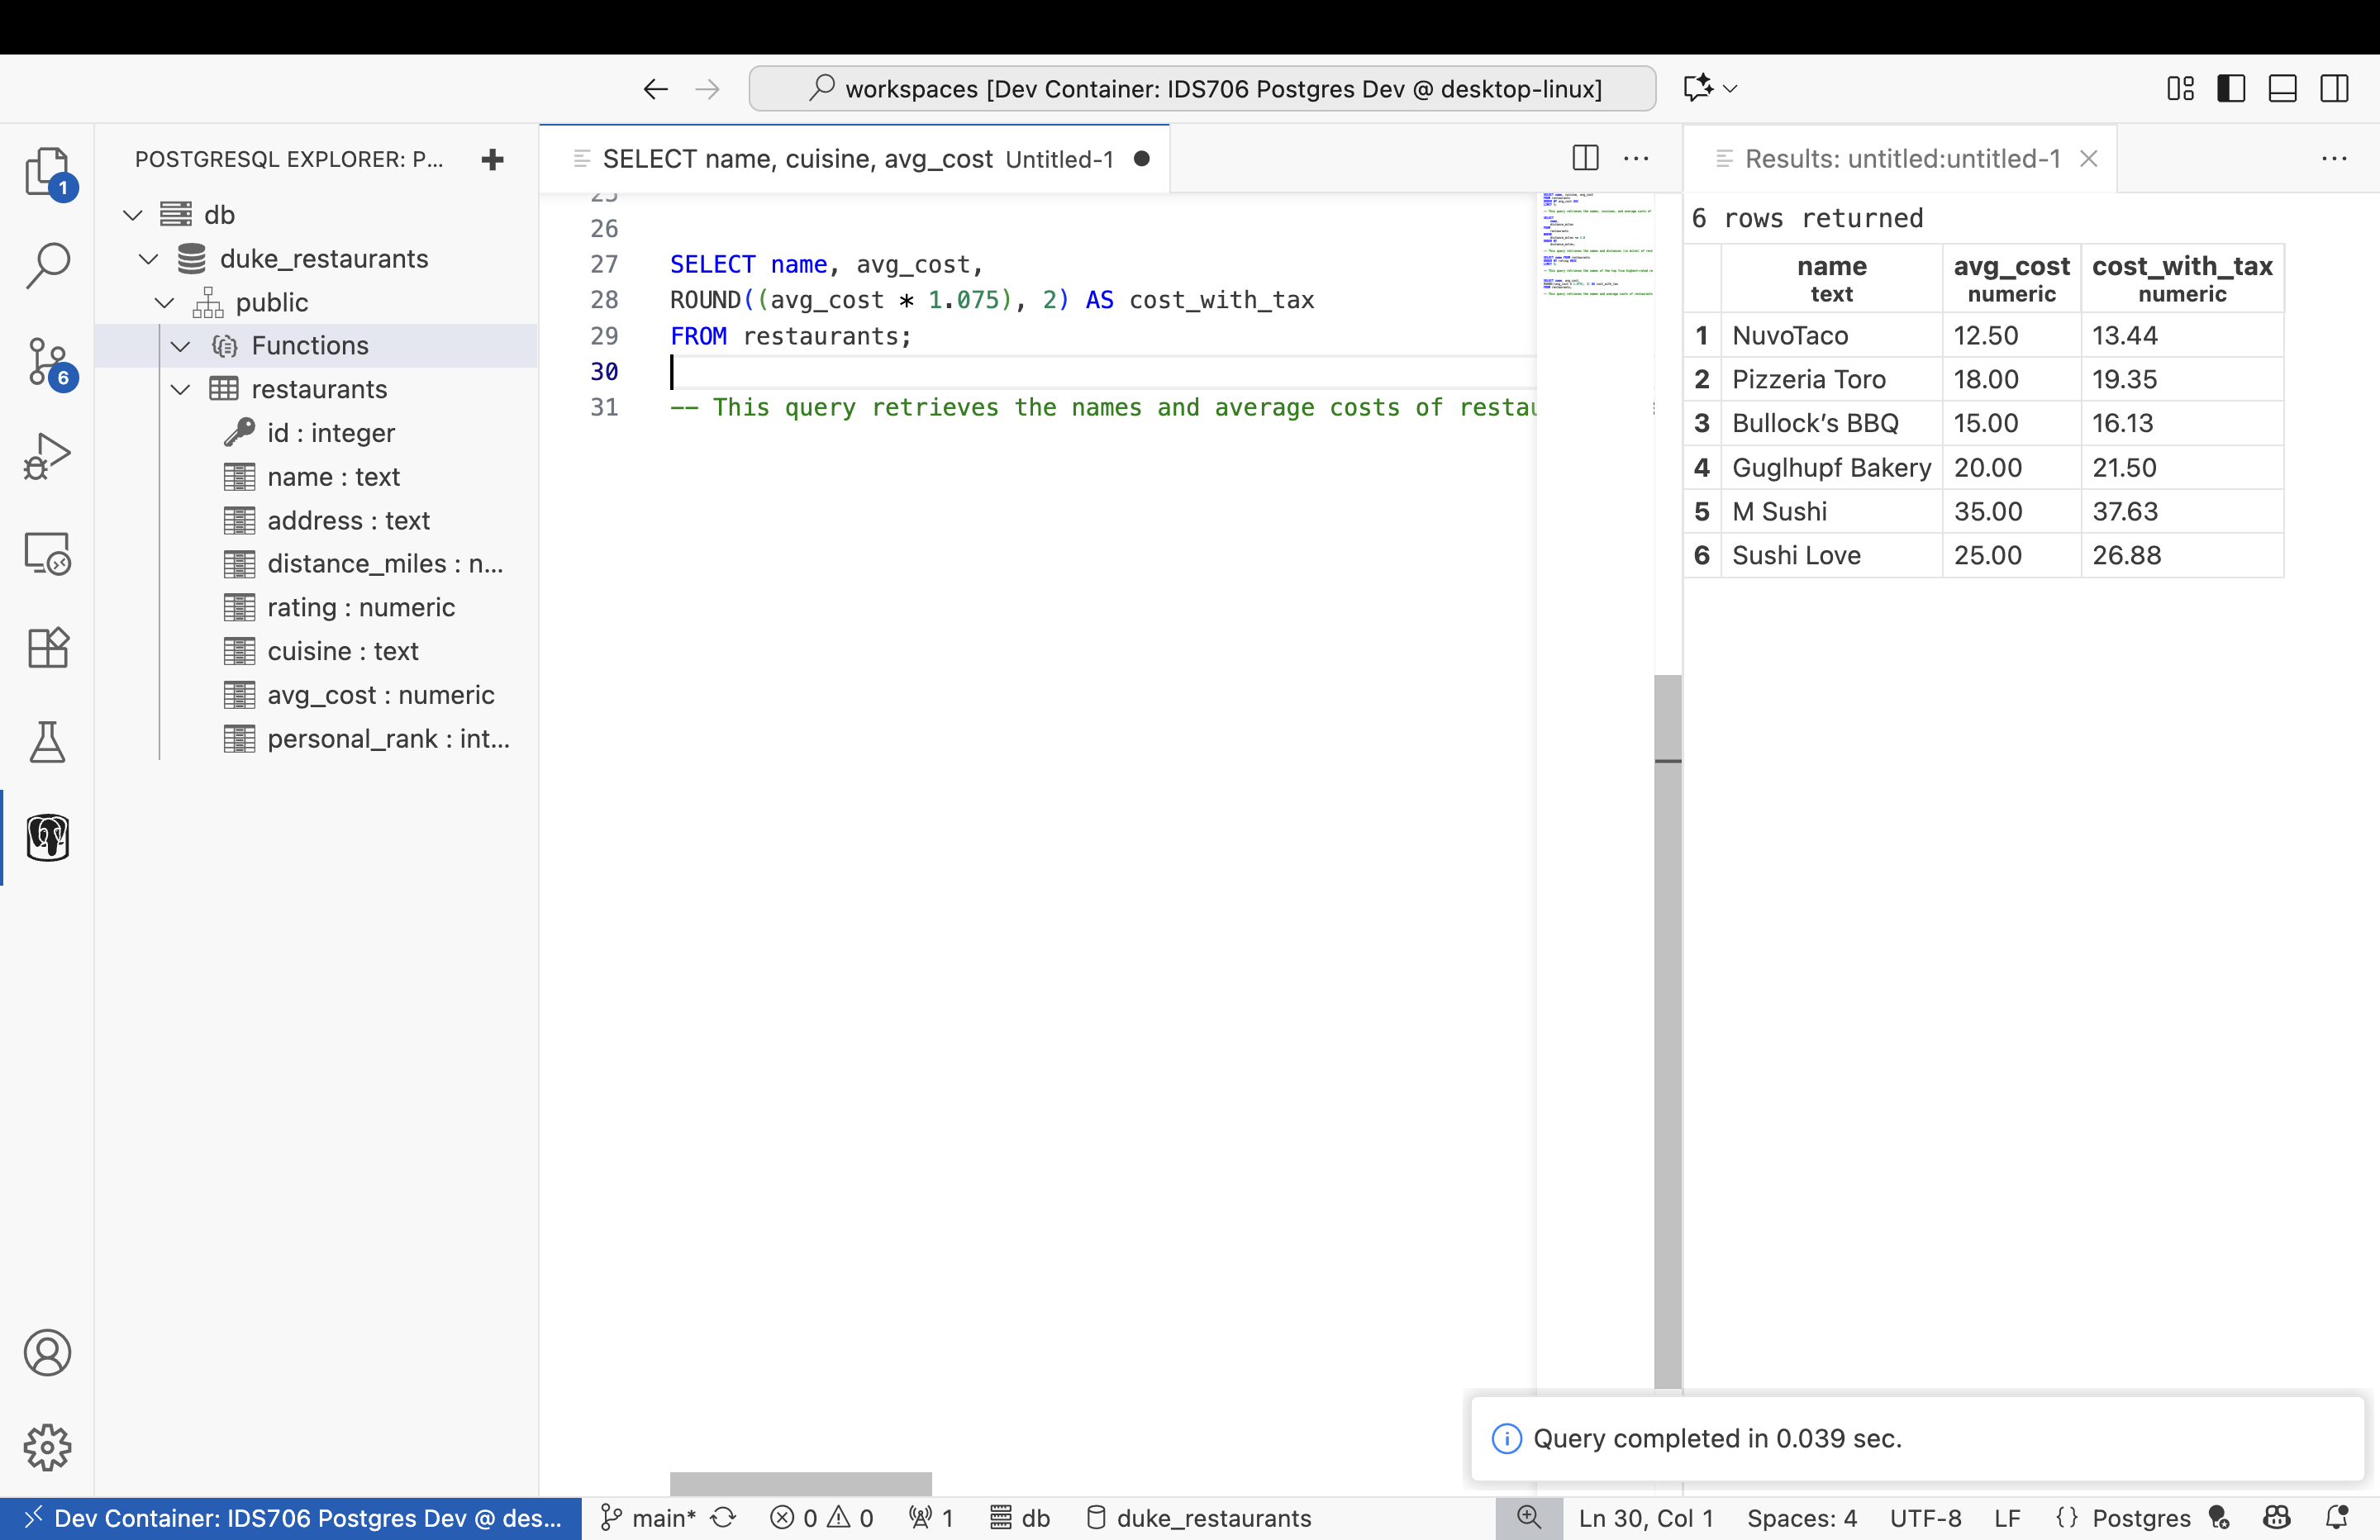 workspaces [Dev Container: IDS706 Postgres Dev @ desktop-linux]
1
6
POSTGRESQL EXPLORER: P...
db
duke_restaurants
public
Functions
restaurants
id : integer
name : text
address : text
distance_miles : n...
rating : numeric
cuisine : text
avg_cost : numeric
personal_rank : int...
SELECT name, cuisine, avg_cost Untitled-1
25
26
27 SELECT name, avg_cost,
28 ROUND((avg_cost * 1.075), 2) AS cost_with_tax
29 FROM restaurants;
30
31 -- This query retrieves the names and average costs of restau
Results: untitled:untitled-1
6 rows returned
name avg_cost cost_with_tax
text numeric numeric
1 NuvoTaco 12.50 13.44
2 Pizzeria Toro 18.00 19.35
3 Bullock’s BBQ 15.00 16.13
4 Guglhupf Bakery 20.00 21.50
5 M Sushi 35.00 37.63
6 Sushi Love 25.00 26.88
Query completed in 0.039 sec.
Dev Container: IDS706 Postgres Dev @ des... main* 0 0 1 db duke_restaurants Ln 30, Col 1 Spaces: 4 UTF-8 LF {} Postgres